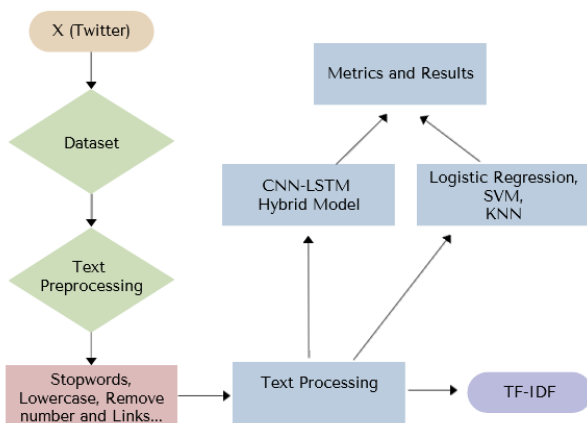 X (Twitter)
Dataset
Text
Preprocessing
Stopwords,
Lowercase, Remove
number and Links...
Text Processing
TF-IDF
CNN-LSTM
Hybrid Model
Logistic Regression,
SVM,
KNN
Metrics and Results